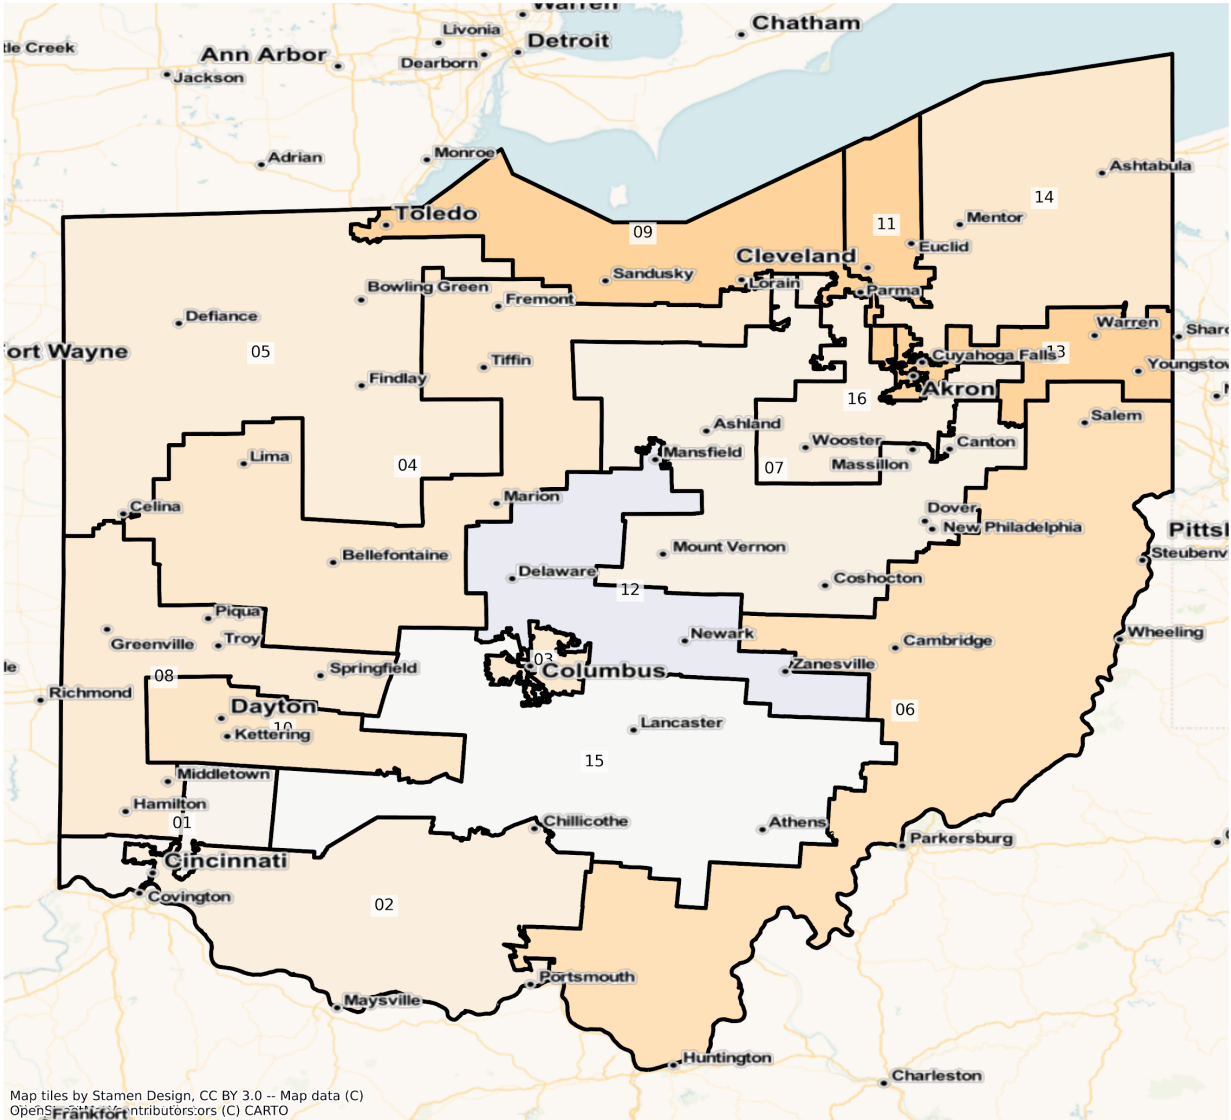 Warren
Chatham
Livonia
Detroit
tle Creek
Ann Arbor
Dearborn
Jackson
Adrian
Monroe
Ashtabula
14
Toledo
Mentor
11
09
Euclid
Cleveland
Sandusky
Lorain
Parma
Bowling Green
Fremont
Defiance
Warren
Sharo
ort Wayne
05
13
Cuyahoga Falls
Tiffin
Youngstow
Findlay
Akron
16
Salem
Ashland
Wooster
Canton
Lima
Mansfield
04
07
Massillon
Marion
Celina
Dover
New Philadelphia
Pittsl
Mount Vernon
Steubenv
Bellefontaine
Delaware
Coshocton
12
Piqua
Newark
Wheeling
Greenville
Troy
Cambridge
03
Zanesville
le
Springfield
Columbus
08
Richmond
Dayton
06
10
Lancaster
Kettering
15
Middletown
Hamilton
01
Chillicothe
Athens
Parkersburg
Cincinnati
Covington
02
Portsmouth
Maysville
Huntington
Charleston
Map tiles by Stamen Design, CC BY 3.0 -- Map data (C)
(C) CARTO
Frankfort